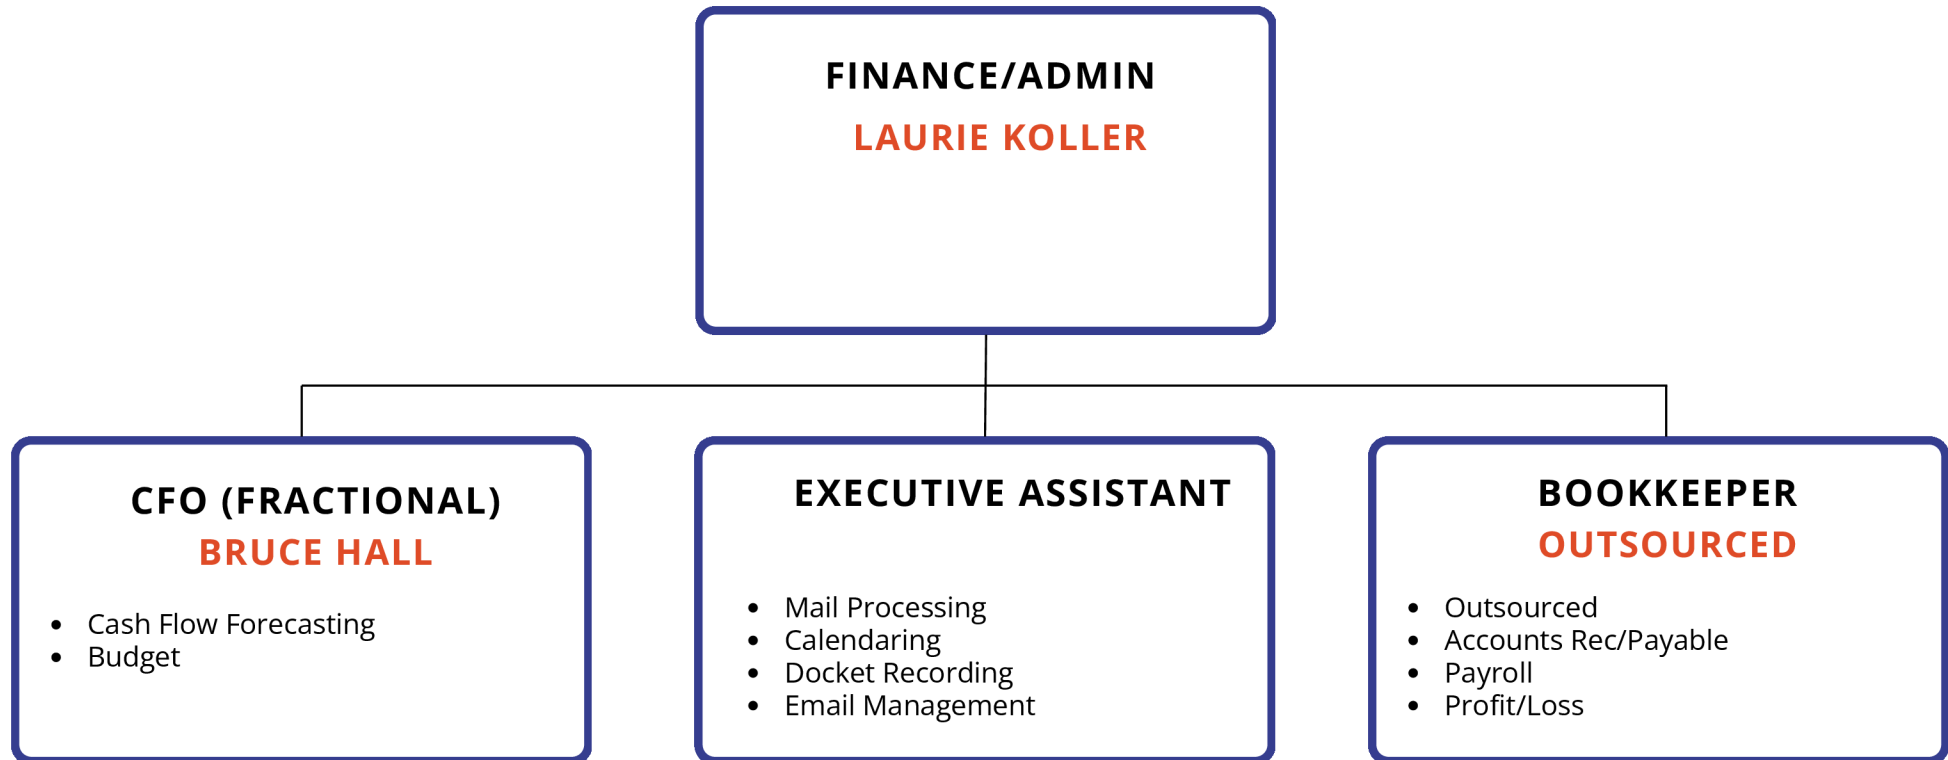 FINANCE/ADMIN
LAURIE KOLLER
CFO (FRACTIONAL)
BRUCE HALL
• Cash Flow Forecasting
• Budget
EXECUTIVE ASSISTANT
• Mail Processing
• Calendaring
• Docket Recording
• Email Management
BOOKKEEPER
OUTSOURCED
• Outsourced
• Accounts Rec/Payable
• Payroll
• Profit/Loss